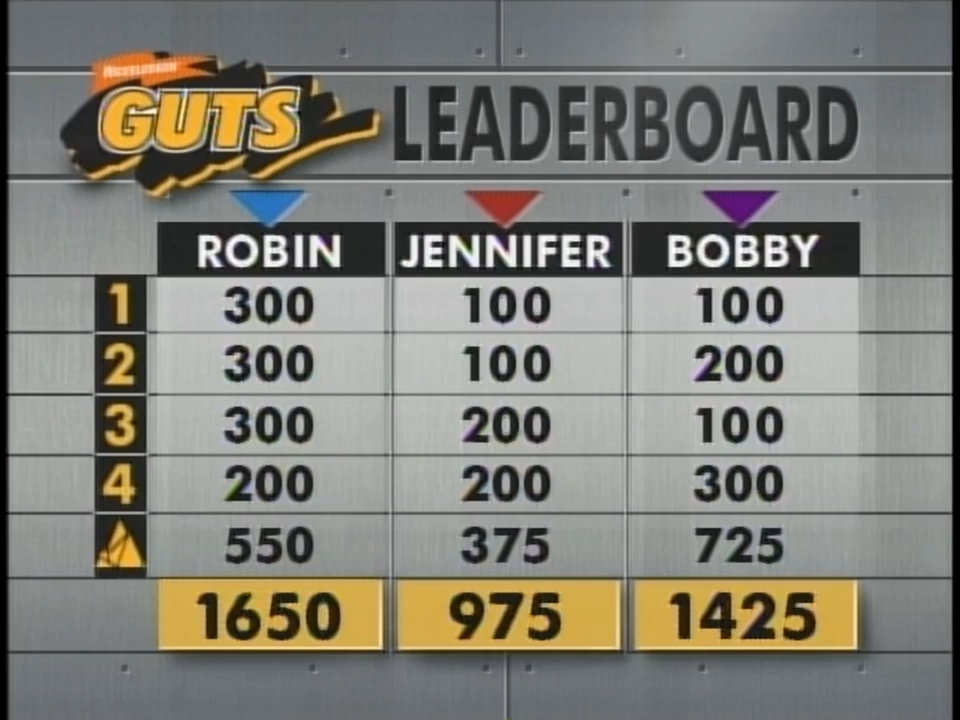 NICKELODEON
GUTS LEADERBOARD
ROBIN JENNIFER BOBBY
1 300 100 100
2 300 100 200
3 300 200 100
4 200 200 300
550 375 725
1650 975 1425